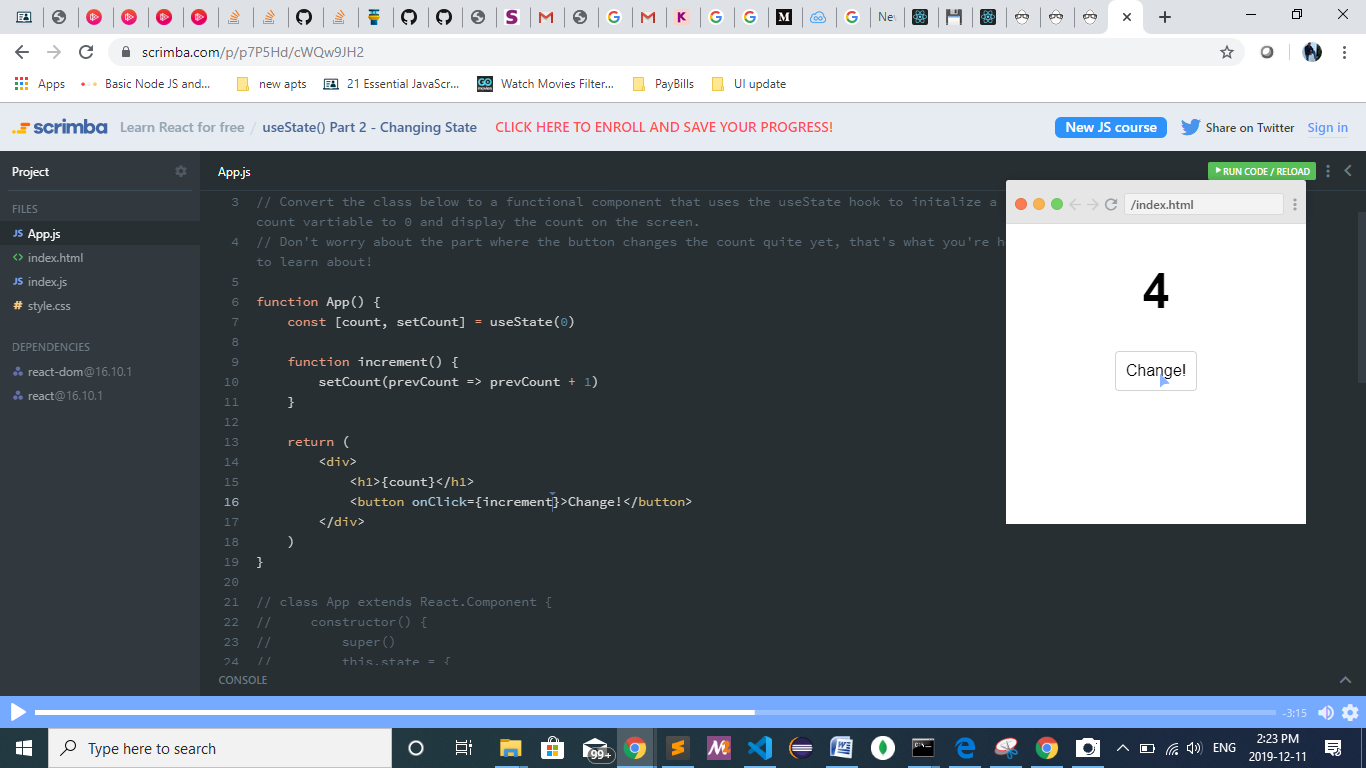 scrimba.com/p/p7P5Hd/cWQw9JH2
Apps
Basic Node JS and...
new apts
21 Essential JavaScr...
Watch Movies Filter...
PayBills
UI update
scrimba
Learn React for free / useState() Part 2 - Changing State
CLICK HERE TO ENROLL AND SAVE YOUR PROGRESS!
New JS course
Share on Twitter
Sign in
Project
App.js
RUN CODE / RELOAD
FILES
JS App.js
<> index.html
JS index.js
# style.css
DEPENDENCIES
react-dom@16.10.1
react@16.10.1
3 // Convert the class below to a functional component that uses the useState hook to initalize a
count vartiable to 0 and display the count on the screen.
4 // Don't worry about the part where the button changes the count quite yet, that's what you're h
to learn about!
5
6 function App() {
7     const [count, setCount] = useState(0)
8
9     function increment() {
10         setCount(prevCount => prevCount + 1)
11     }
12
13     return (
14         <div>
15             <h1>{count}</h1>
16             <button onClick={increment}>Change!</button>
17         </div>
18     )
19 }
20
21 // class App extends React.Component {
22 //     constructor() {
23 //         super()
24 //         this.state = {
/index.html
4
Change!
CONSOLE
-3:15
Type here to search
99+
ENG
2:23 PM
2019-12-11